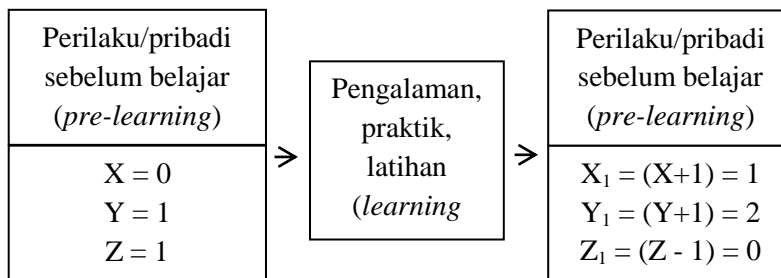 Perilaku/pribadi
sebelum belajar
(pre-learning)
X = 0
Y = 1
Z = 1
Pengalaman,
praktik,
latihan
(learning
Perilaku/pribadi
sebelum belajar
(pre-learning)
X₁ = (X+1) = 1
Y₁ = (Y+1) = 2
Z₁ = (Z - 1) = 0